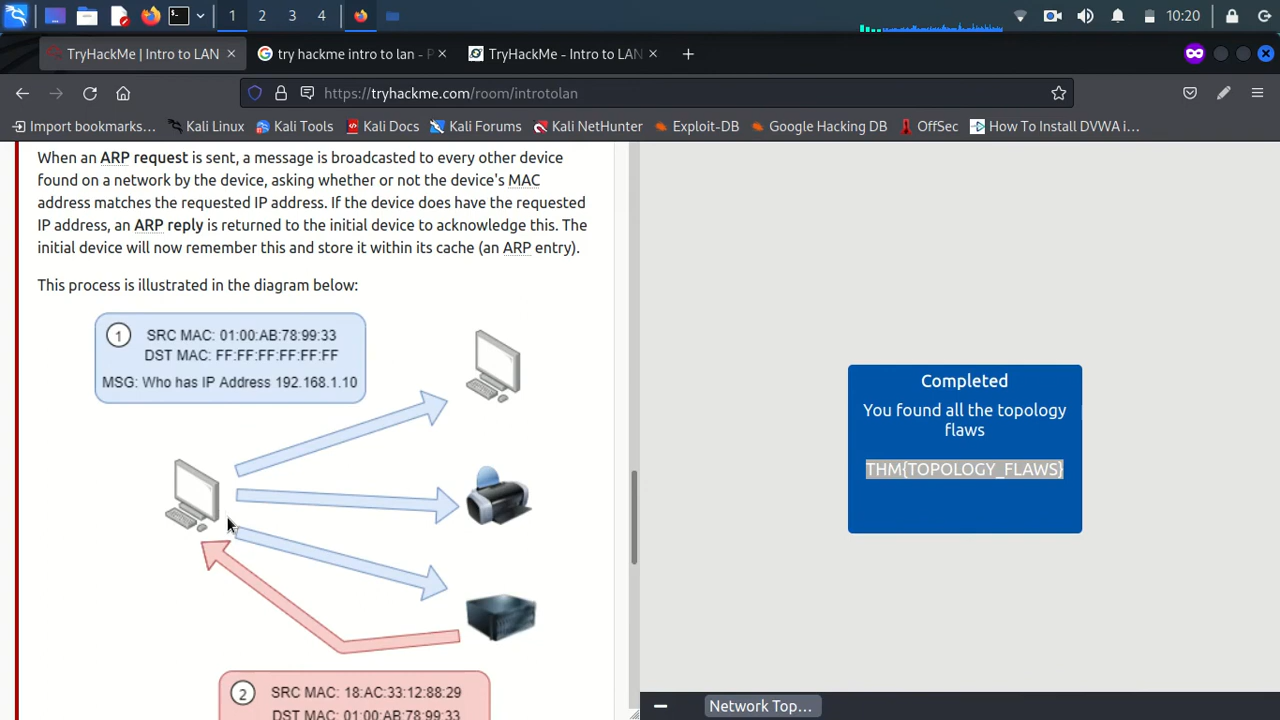 1 2 3 4 10:20
TryHackMe | Intro to LAN
try hackme intro to lan - P
TryHackMe - Intro to LAN
https://tryhackme.com/room/introtolan
Import bookmarks… Kali Linux Kali Tools Kali Docs Kali Forums Kali NetHunter Exploit-DB Google Hacking DB OffSec How To Install DVWA i…
When an ARP request is sent, a message is broadcasted to every other device
found on a network by the device, asking whether or not the device's MAC
address matches the requested IP address. If the device does have the requested
IP address, an ARP reply is returned to the initial device to acknowledge this. The
initial device will now remember this and store it within its cache (an ARP entry).
This process is illustrated in the diagram below:
1 SRC MAC: 01:00:AB:78:99:33
DST MAC: FF:FF:FF:FF:FF:FF
MSG: Who has IP Address 192.168.1.10
2 SRC MAC: 18:AC:33:12:88:29
DST MAC: 01:00:AB:78:99:33
Completed
You found all the topology
flaws
THM{TOPOLOGY_FLAWS}
Network Top…